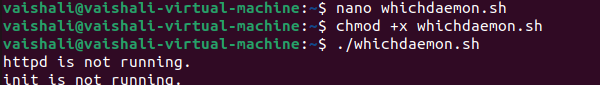 vaishali@vaishali-virtual-machine:~$ nano whichdaemon.sh
vaishali@vaishali-virtual-machine:~$ chmod +x whichdaemon.sh
vaishali@vaishali-virtual-machine:~$ ./whichdaemon.sh
httpd is not running.
init is not running.